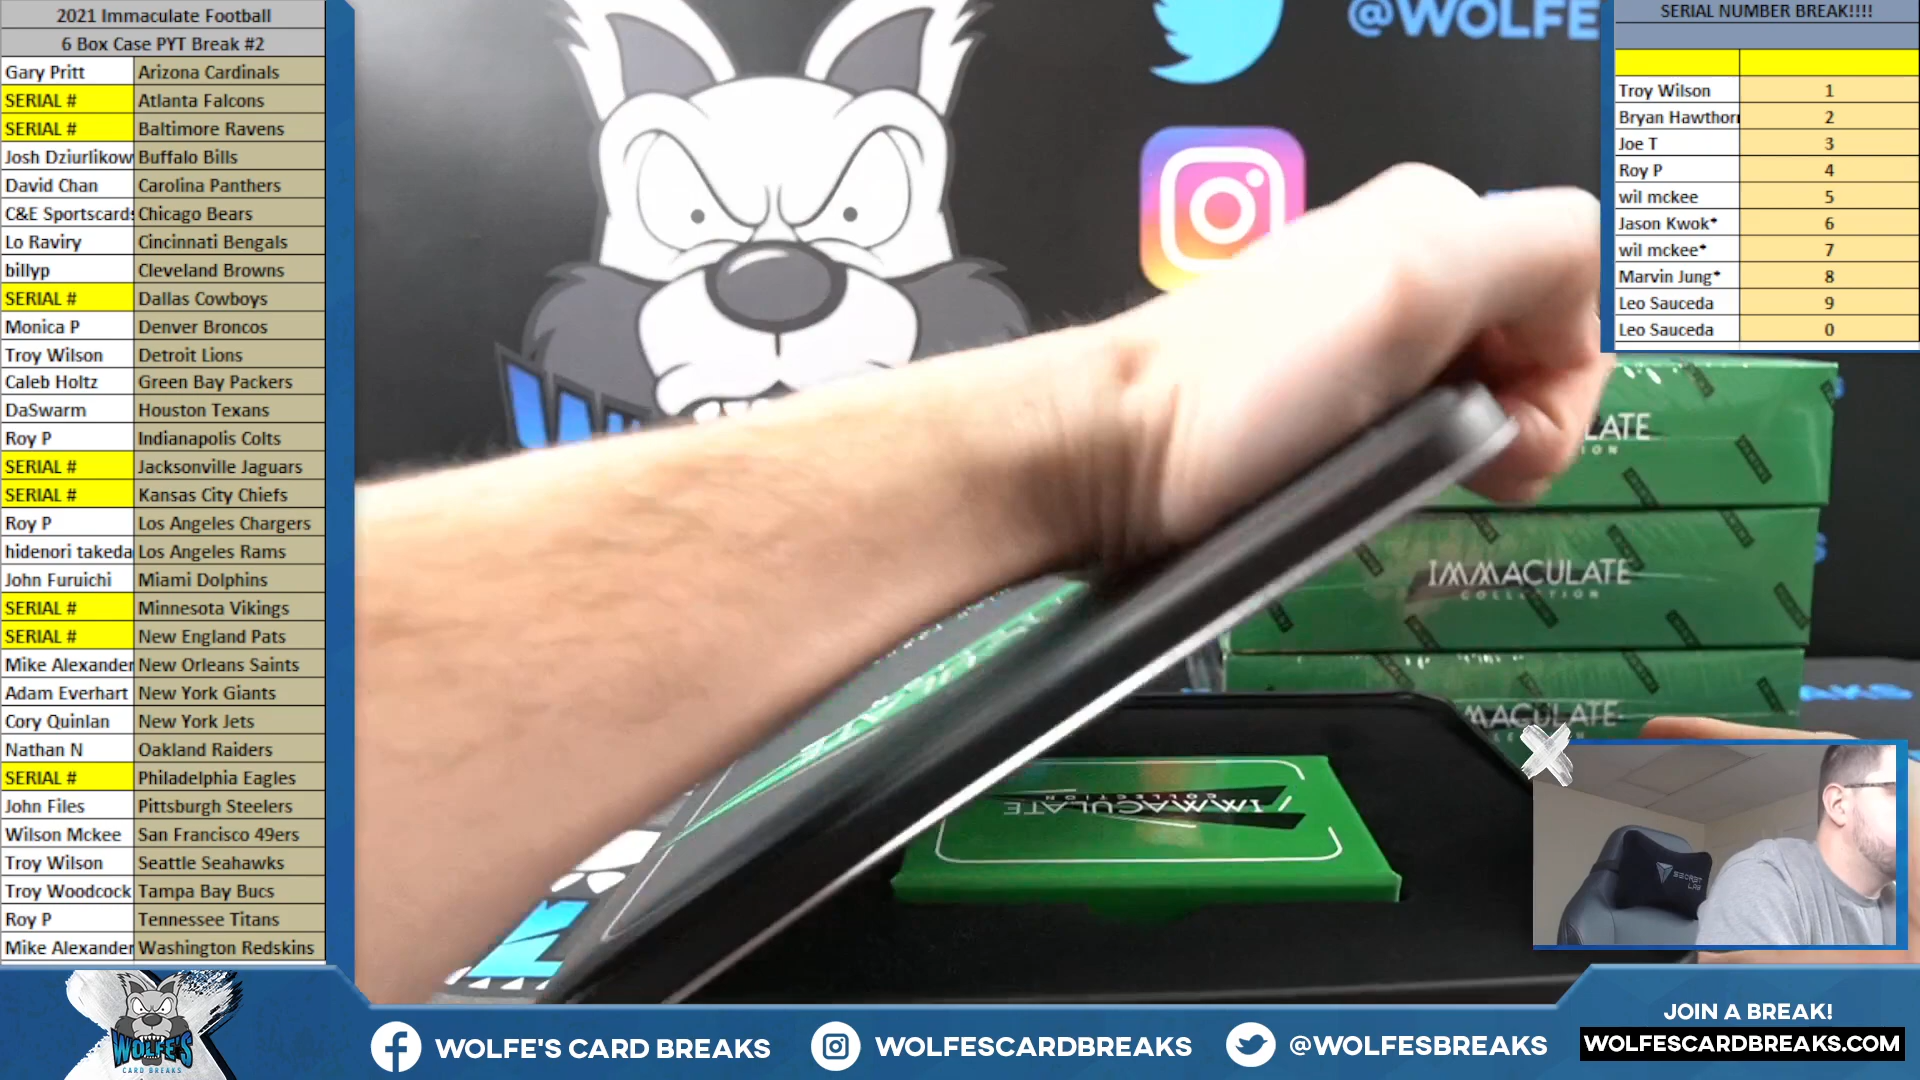 2021 Immaculate Football
6 Box Case PYT Break #2
Gary Pritt Arizona Cardinals
SERIAL # Atlanta Falcons
SERIAL # Baltimore Ravens
Josh Dziurlikow Buffalo Bills
David Chan Carolina Panthers
C&E Sportscards Chicago Bears
Lo Raviry Cincinnati Bengals
billyp Cleveland Browns
SERIAL # Dallas Cowboys
Monica P Denver Broncos
Troy Wilson Detroit Lions
Caleb Holtz Green Bay Packers
DaSwarm Houston Texans
Roy P Indianapolis Colts
SERIAL # Jacksonville Jaguars
SERIAL # Kansas City Chiefs
Roy P Los Angeles Chargers
hidenori takeda Los Angeles Rams
John Furuichi Miami Dolphins
SERIAL # Minnesota Vikings
SERIAL # New England Pats
Mike Alexander New Orleans Saints
Adam Everhart New York Giants
Cory Quinlan New York Jets
Nathan N Oakland Raiders
SERIAL # Philadelphia Eagles
John Files Pittsburgh Steelers
Wilson Mckee San Francisco 49ers
Troy Wilson Seattle Seahawks
Troy Woodcock Tampa Bay Bucs
Roy P Tennessee Titans
Mike Alexander Washington Redskins
@WOLFE
SERIAL NUMBER BREAK!!!!
Troy Wilson 1
Bryan Hawthorn 2
Joe T 3
Roy P 4
wil mckee 5
Jason Kwok* 6
wil mckee* 7
Marvin Jung* 8
Leo Sauceda 9
Leo Sauceda 0
LATE
ION
IMMACULATE
COLLECTION
MACULATE
IMMACULATE
COLLECTION
SECRET
LAB
WOLFE'S
CARD BREAKS
WOLFE'S CARD BREAKS
WOLFESCARDBREAKS
@WOLFESBREAKS
JOIN A BREAK!
WOLFESCARDBREAKS.COM